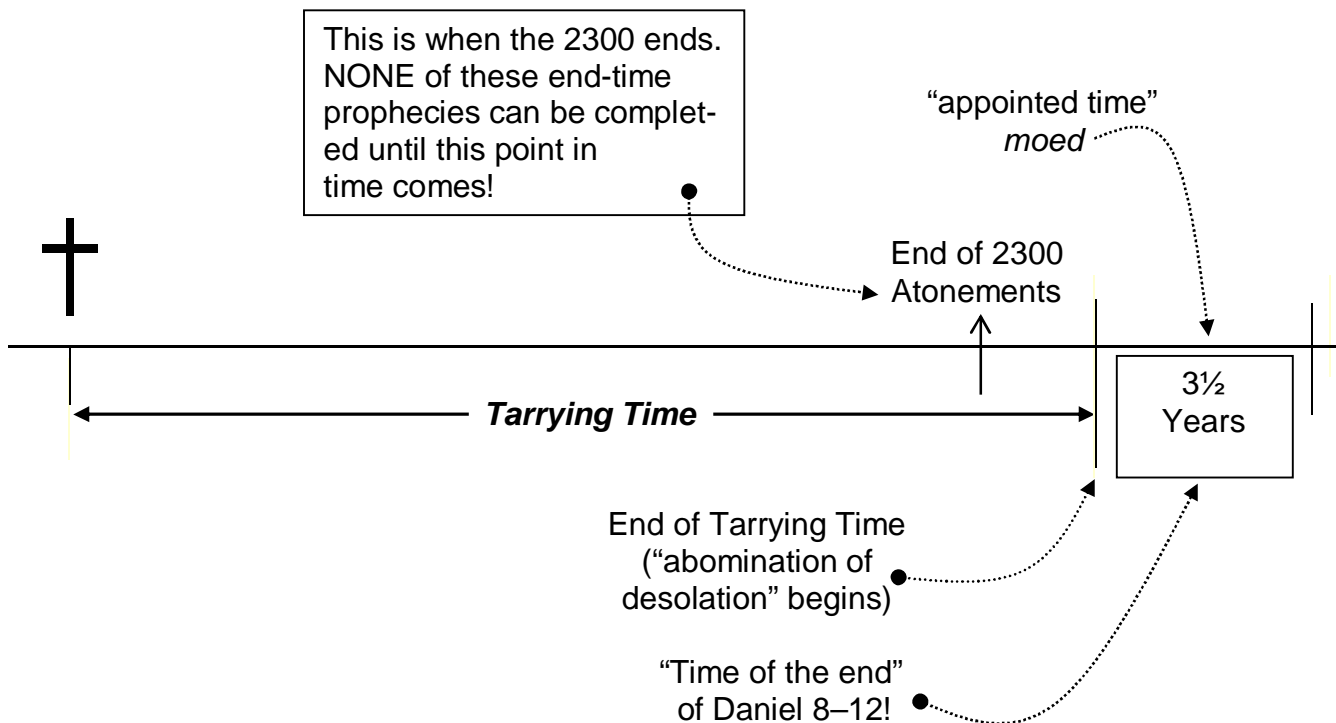 This is when the 2300 ends.
NONE of these end-time
prophecies can be complet-
ed until this point in
time comes!
“appointed time”
moed
End of 2300
Atonements
3½
Years
Tarrying Time
End of Tarrying Time
(“abomination of
desolation” begins)
“Time of the end”
of Daniel 8–12!